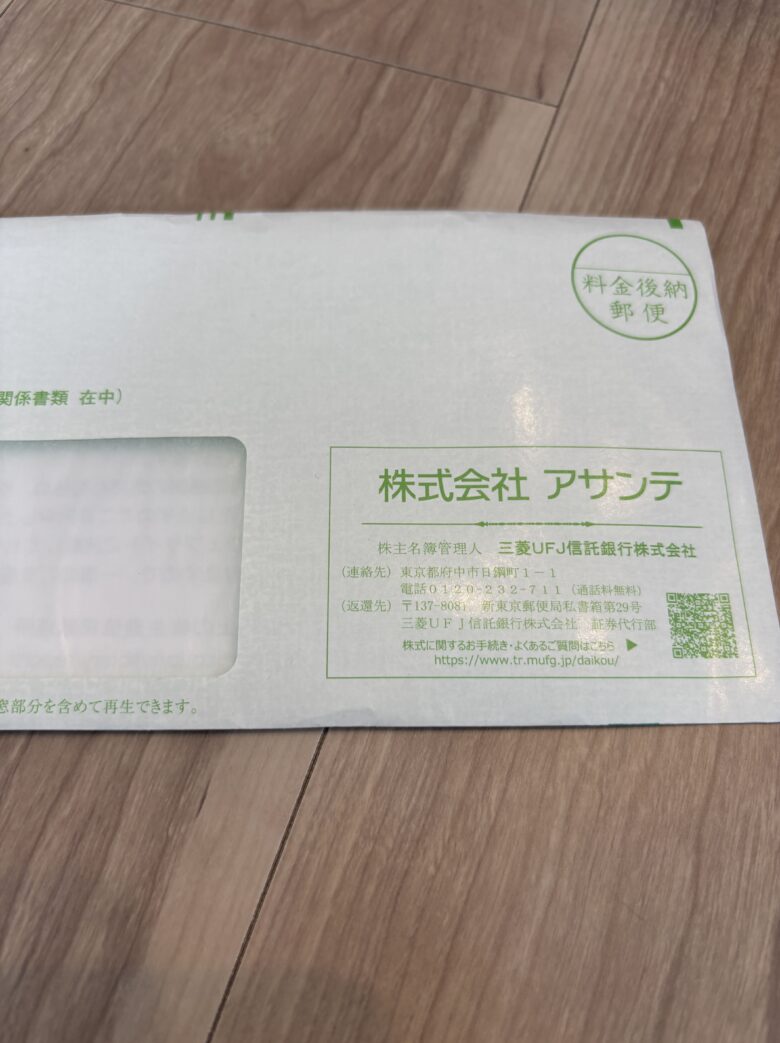 料金後納
郵便
関係書類 在中）
株式会社 アサンテ
株主名簿管理人 三菱UFJ信託銀行株式会社
（連絡先）東京都府中市日鋼町１－１
電話０１２０-２３２-７１１（通話料無料）
（返還先）〒137-8081 新東京郵便局私書箱第29号
三菱ＵＦＪ信託銀行株式会社 証券代行部
株式に関するお手続き・よくあるご質問はこちら ▶
https://www.tr.mufg.jp/daikou/
窓部分を含めて再生できます。